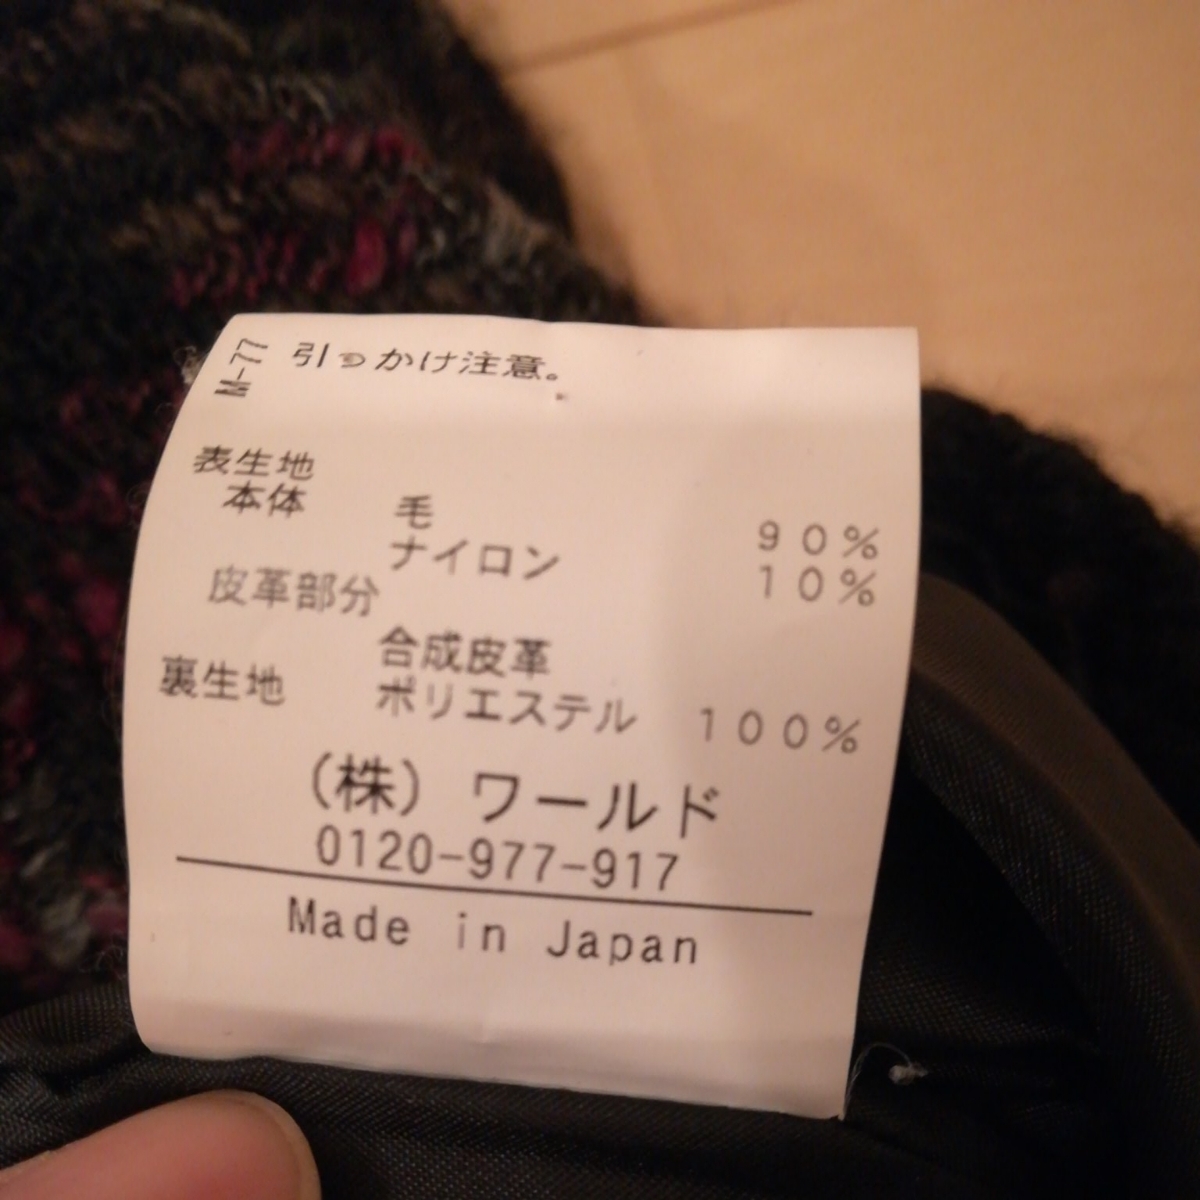 M-77
引っかけ注意。
表生地
本体 毛 90%
ナイロン 10%
皮革部分
合成皮革
裏生地 ポリエステル 100%
(株) ワールド
0120-977-917
Made in Japan